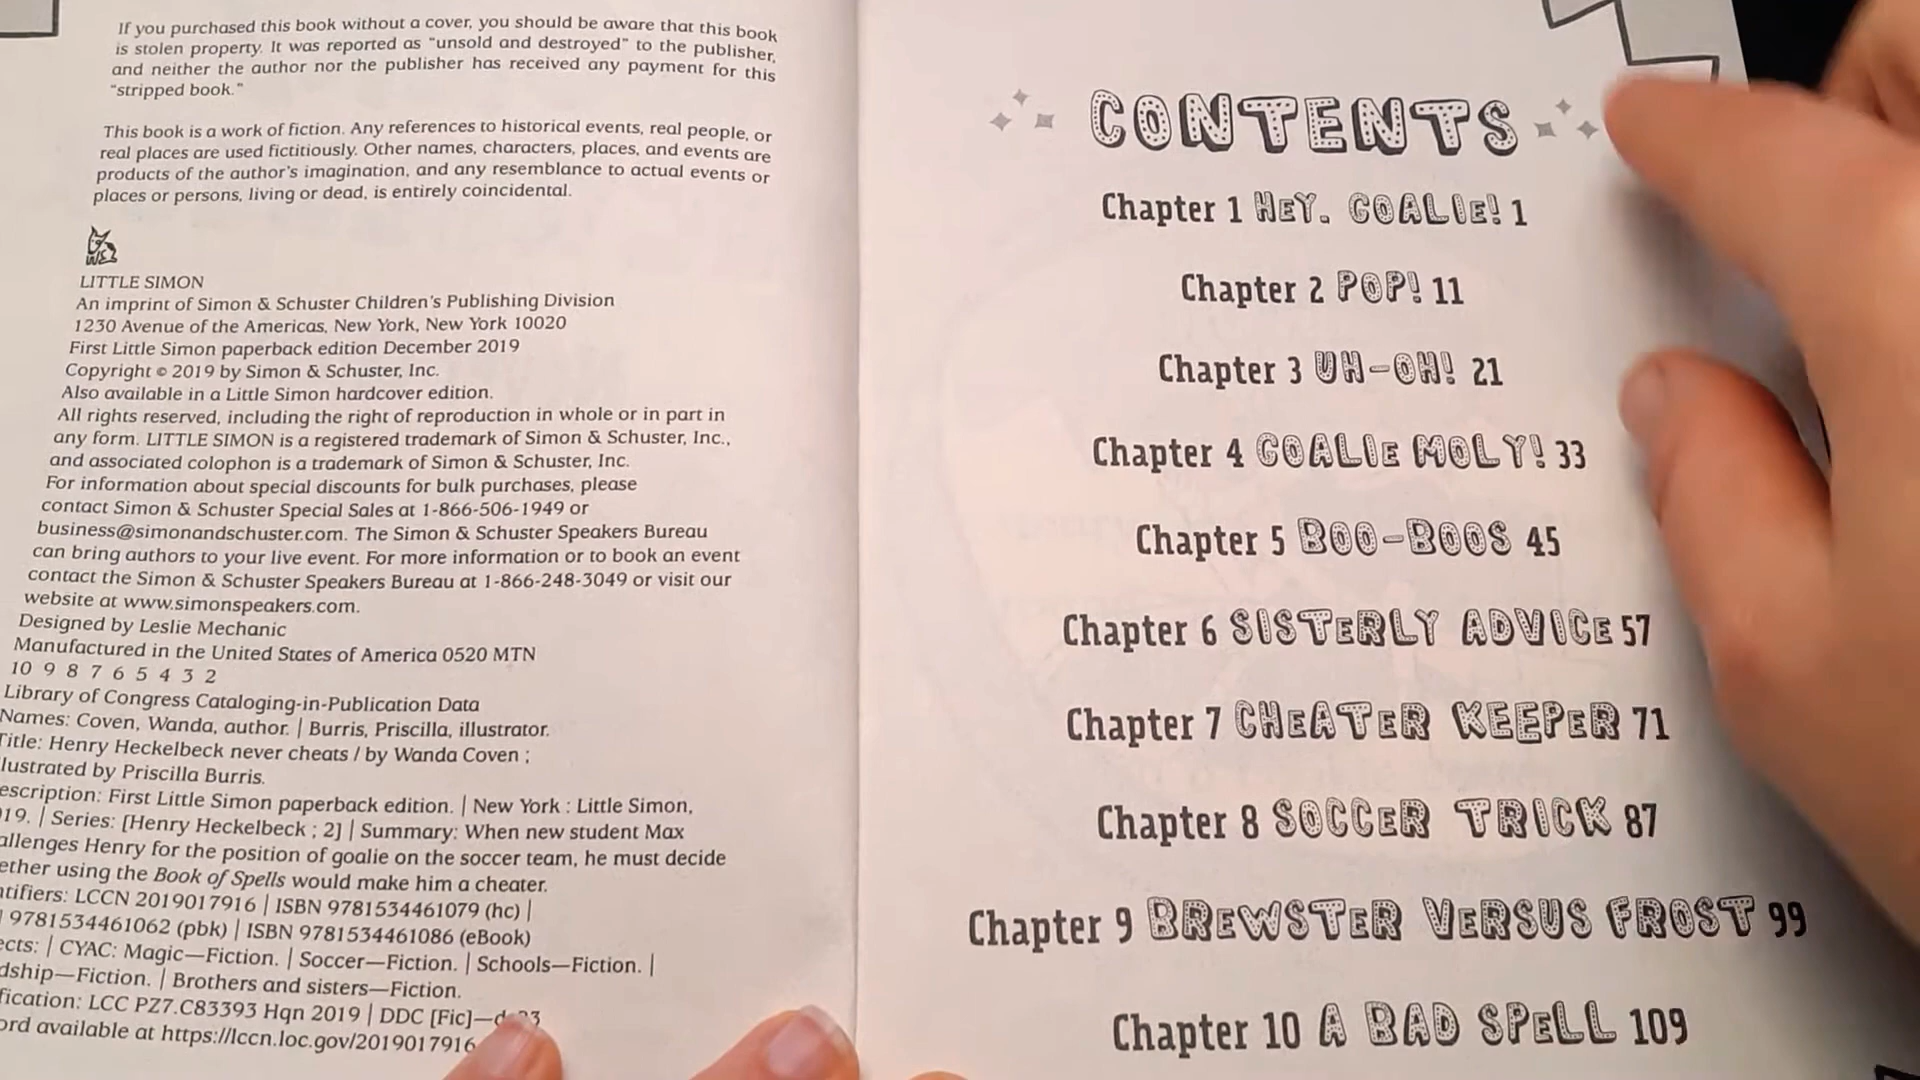 If you purchased this book without a cover, you should be aware that this book
is stolen property. It was reported as "unsold and destroyed" to the publisher,
and neither the author nor the publisher has received any payment for this
"stripped book."
This book is a work of fiction. Any references to historical events, real people, or
real places are used fictitiously. Other names, characters, places, and events are
products of the author's imagination, and any resemblance to actual events or
places or persons, living or dead, is entirely coincidental.
LITTLE SIMON
An imprint of Simon & Schuster Children's Publishing Division
1230 Avenue of the Americas, New York, New York 10020
First Little Simon paperback edition December 2019
Copyright © 2019 by Simon & Schuster, Inc.
Also available in a Little Simon hardcover edition.
All rights reserved, including the right of reproduction in whole or in part in
any form. LITTLE SIMON is a registered trademark of Simon & Schuster, Inc.,
and associated colophon is a trademark of Simon & Schuster, Inc.
For information about special discounts for bulk purchases, please
contact Simon & Schuster Special Sales at 1-866-506-1949 or
business@simonandschuster.com. The Simon & Schuster Speakers Bureau
can bring authors to your live event. For more information or to book an event
contact the Simon & Schuster Speakers Bureau at 1-866-248-3049 or visit our
website at www.simonspeakers.com.
Designed by Leslie Mechanic
Manufactured in the United States of America 0520 MTN
10 9 8 7 6 5 4 3 2
Library of Congress Cataloging-in-Publication Data
Names: Coven, Wanda, author. | Burris, Priscilla, illustrator.
Title: Henry Heckelbeck never cheats / by Wanda Coven ;
lustrated by Priscilla Burris.
escription: First Little Simon paperback edition. | New York : Little Simon,
19. | Series: [Henry Heckelbeck ; 2] | Summary: When new student Max
allenges Henry for the position of goalie on the soccer team, he must decide
ether using the Book of Spells would make him a cheater.
ntifiers: LCCN 2019017916 | ISBN 9781534461079 (hc) |
| 9781534461062 (pbk) | ISBN 9781534461086 (eBook)
ects: | CYAC: Magic—Fiction. | Soccer—Fiction. | Schools—Fiction. |
dship—Fiction. | Brothers and sisters—Fiction.
fication: LCC PZ7.C83393 Hqn 2019 | DDC [Fic]—
ord available at https://lccn.loc.gov/2019017916
CONTENTS
Chapter 1 HEY, GOALIE! 1
Chapter 2 POP! 11
Chapter 3 UH-OH! 21
Chapter 4 GOALIE MOLY! 33
Chapter 5 BOO-BOOS 45
Chapter 6 SISTERLY ADVICE 57
Chapter 7 CHEATER KEEPER 71
Chapter 8 SOCCER TRICK 87
Chapter 9 BREWSTER VERSUS FROST 99
Chapter 10 A BAD SPELL 109